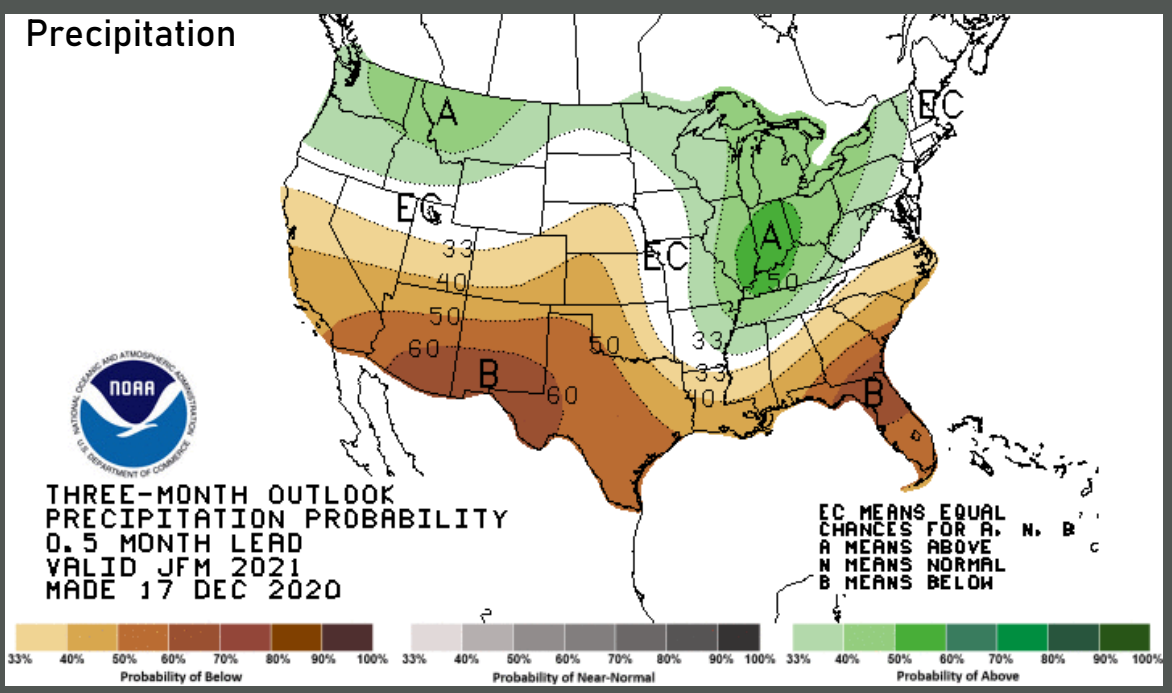 Precipitation
A
EC
EC
33
EC
A
40
50
50
33
60
50
33
B
60
40
B
NATIONAL OCEANIC AND ATMOSPHERIC ADMINISTRATION
NOAA
U.S. DEPARTMENT OF COMMERCE
THREE-MONTH OUTLOOK
PRECIPITATION PROBABILITY
0.5 MONTH LEAD
VALID JFM 2021
MADE 17 DEC 2020
EC MEANS EQUAL
CHANCES FOR A, N, B
A MEANS ABOVE
N MEANS NORMAL
B MEANS BELOW
33% 40% 50% 60% 70% 80% 90% 100%
Probability of Below
33% 40% 50% 60% 70% 80% 90% 100%
Probability of Near-Normal
33% 40% 50% 60% 70% 80% 90% 100%
Probability of Above